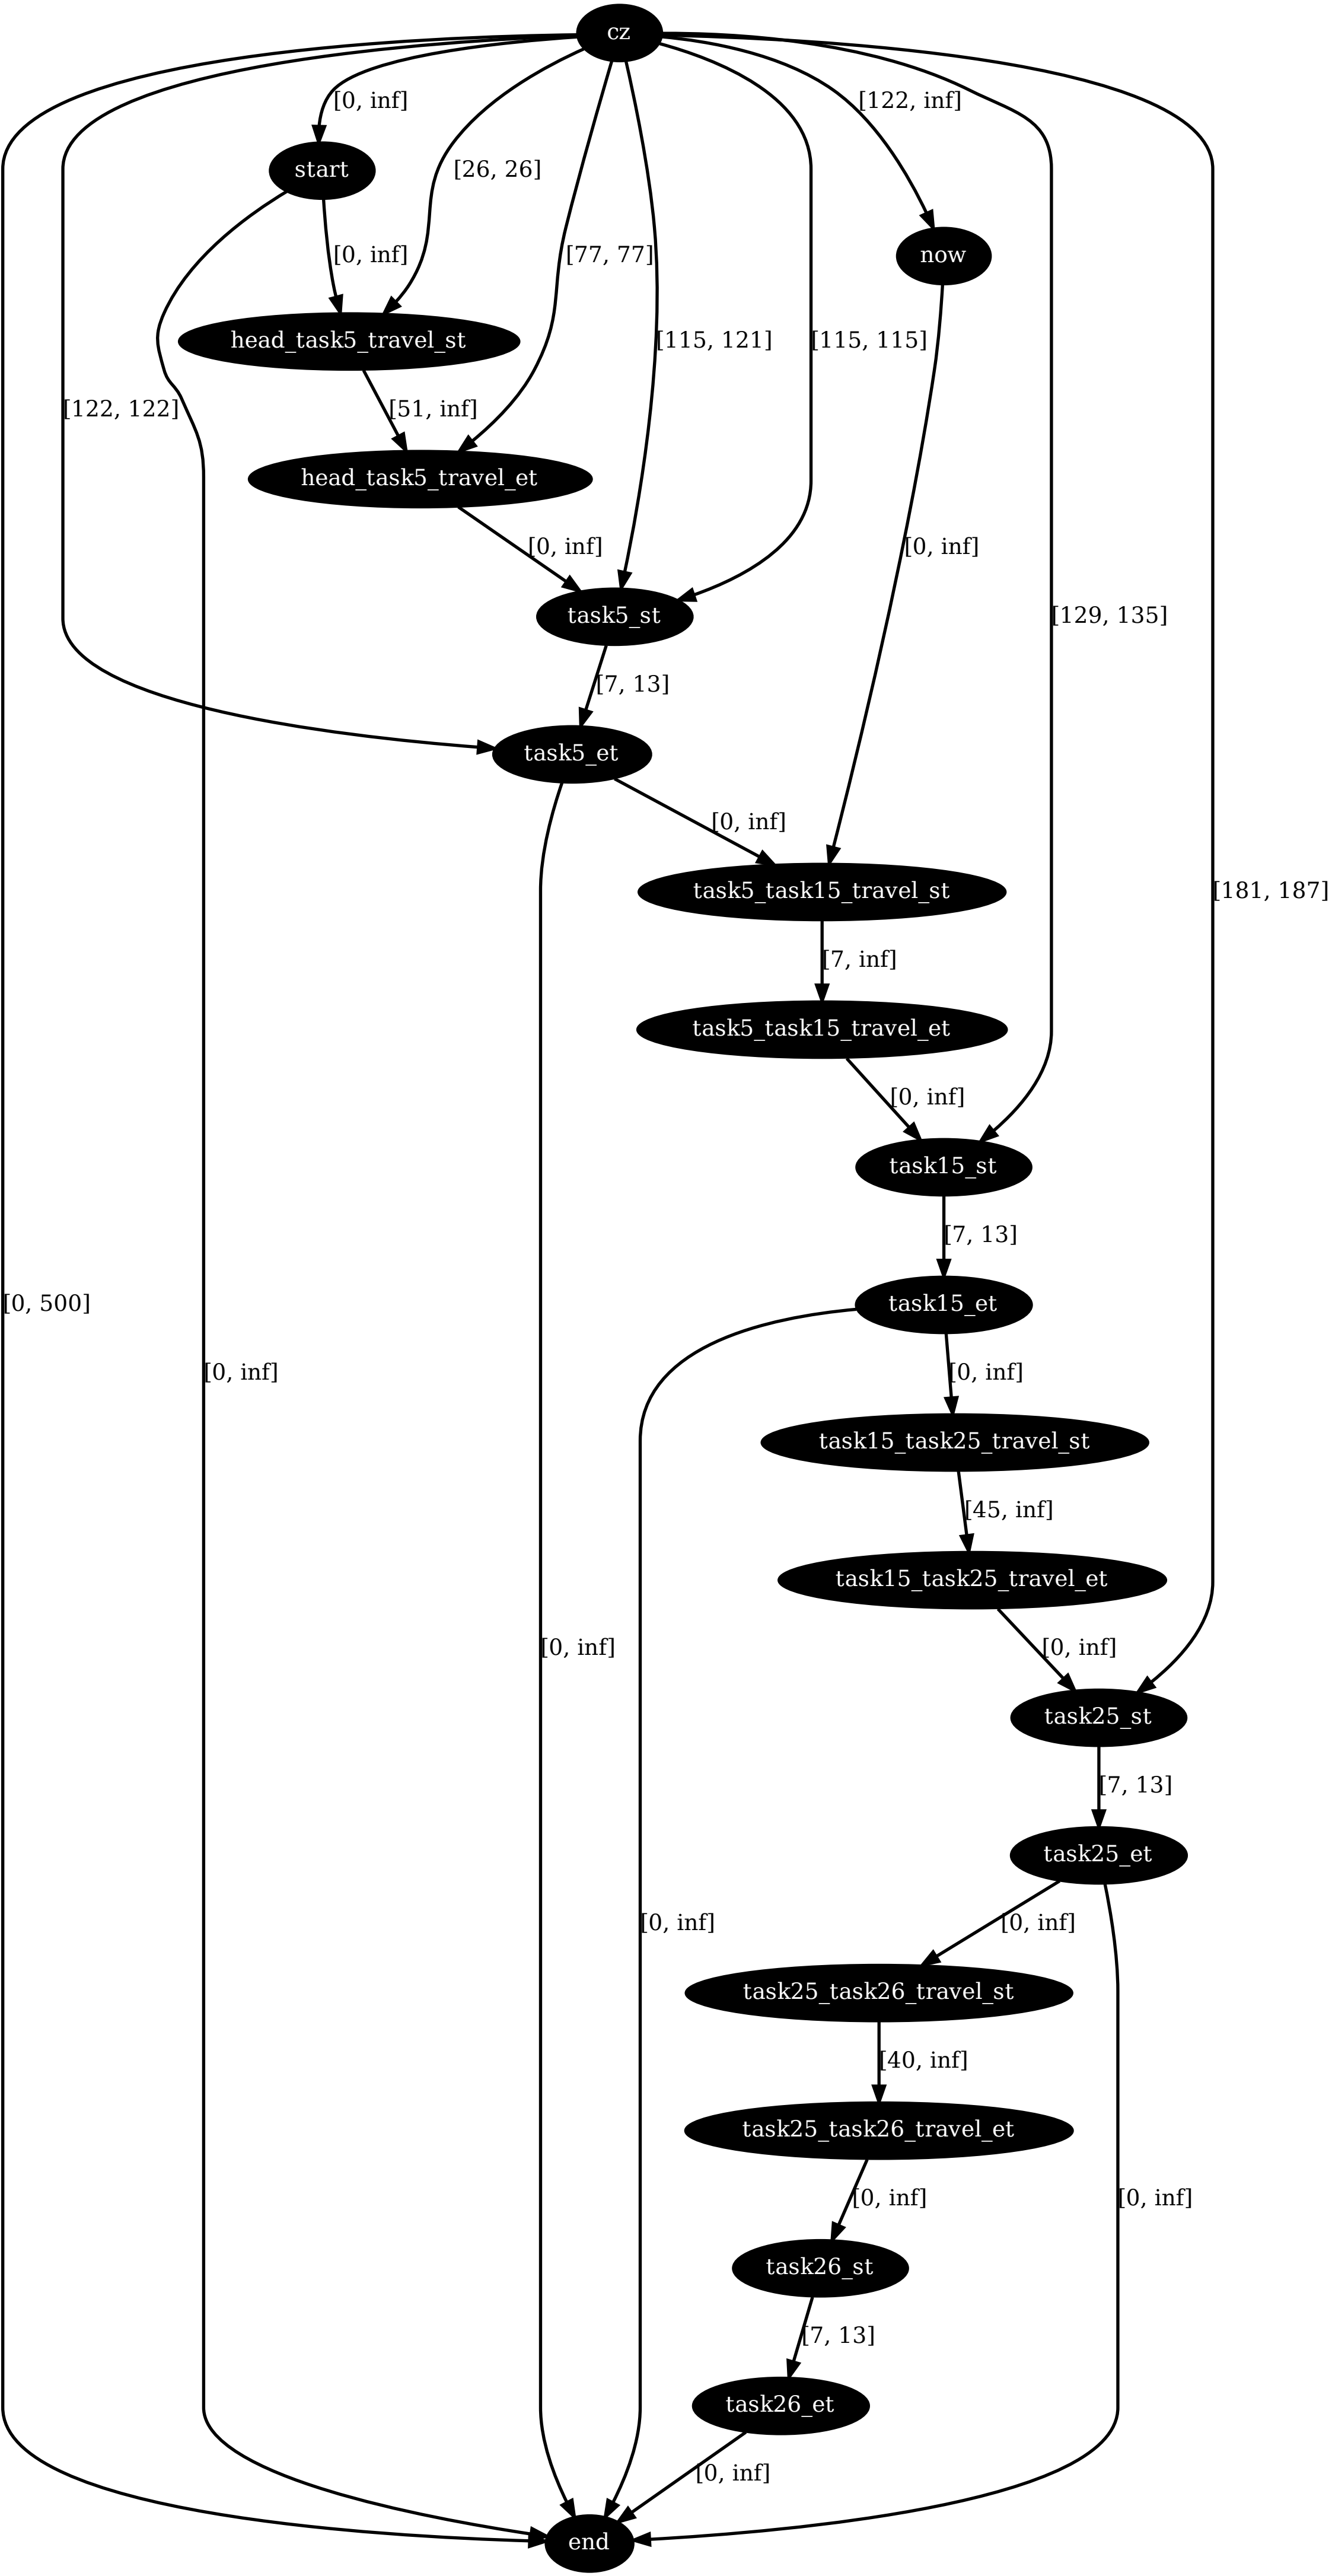 cz
[0, inf]
[122, inf]
start
[26, 26]
[0, inf]
[77, 77]
now
head_task5_travel_st
[115, 121]
[115, 115]
[122, 122]
[51, inf]
head_task5_travel_et
[0, inf]
[0, inf]
task5_st
[129, 135]
[7, 13]
task5_et
[0, inf]
task5_task15_travel_st
[181, 187]
[7, inf]
task5_task15_travel_et
[0, inf]
task15_st
[7, 13]
task15_et
[0, 500]
[0, inf]
[0, inf]
task15_task25_travel_st
[45, inf]
task15_task25_travel_et
[0, inf]
[0, inf]
task25_st
[7, 13]
task25_et
[0, inf]
[0, inf]
task25_task26_travel_st
[40, inf]
task25_task26_travel_et
[0, inf]
[0, inf]
task26_st
[7, 13]
task26_et
[0, inf]
end